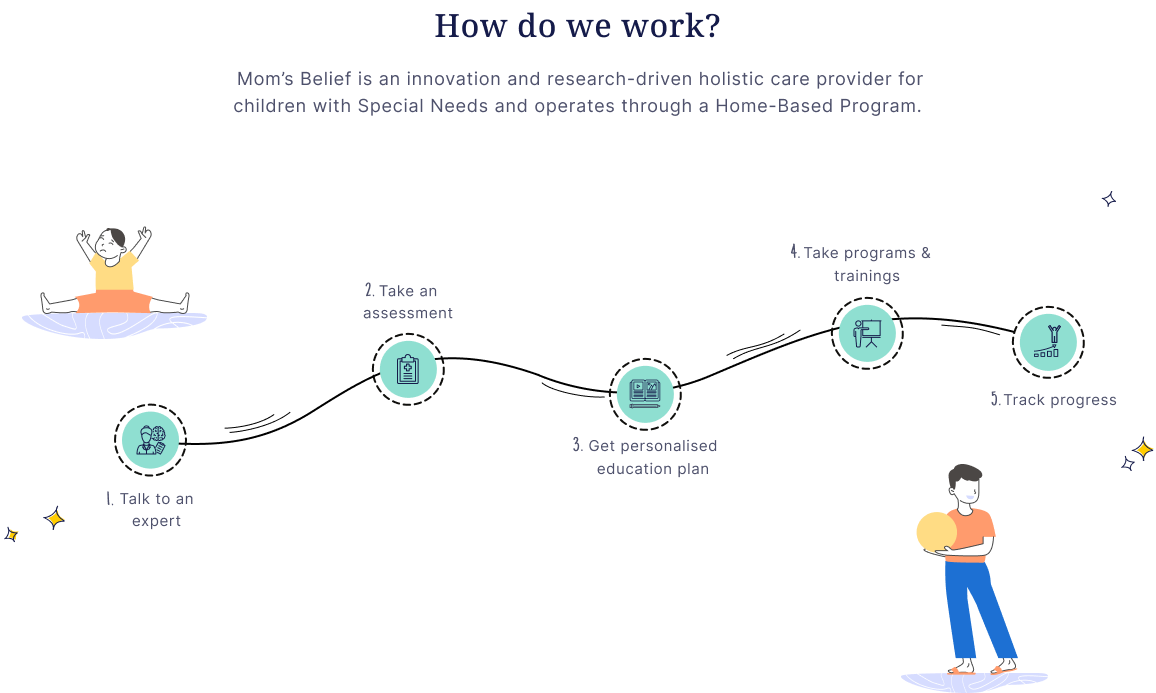 How do we work?
Mom's Belief is an innovation and research-driven holistic care provider for
children with Special Needs and operates through a Home-Based Program.
1. Talk to an
expert
2. Take an
assessment
3. Get personalised
education plan
4. Take programs &
trainings
5. Track progress